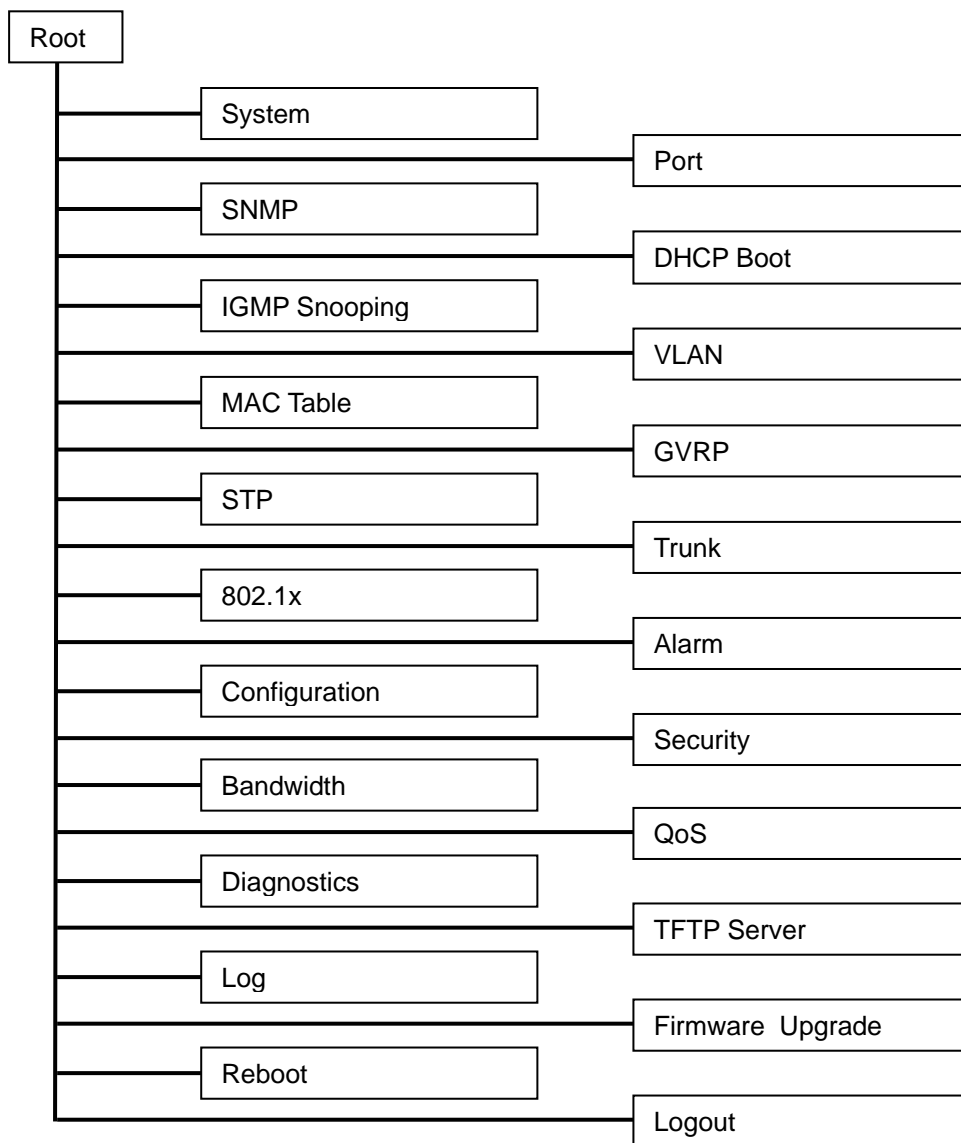 Root
System
Port
SNMP
DHCP Boot
IGMP Snooping
VLAN
MAC Table
GVRP
STP
Trunk
802.1x
Alarm
Configuration
Security
Bandwidth
QoS
Diagnostics
TFTP Server
Log
Firmware Upgrade
Reboot
Logout